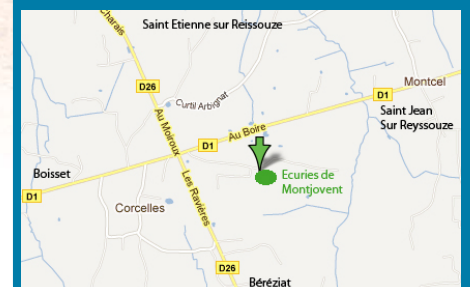 Saint Etienne sur Reissouze
Charais
D26
Montcel
D1
Curtil Arbignat
Saint Jean
Sur Reyssouze
Au Moiroux
Au Boire
D1
Boisset
Ecuries de
Montjovent
Les Ravières
D1
Corcelles
D26
Béréziat